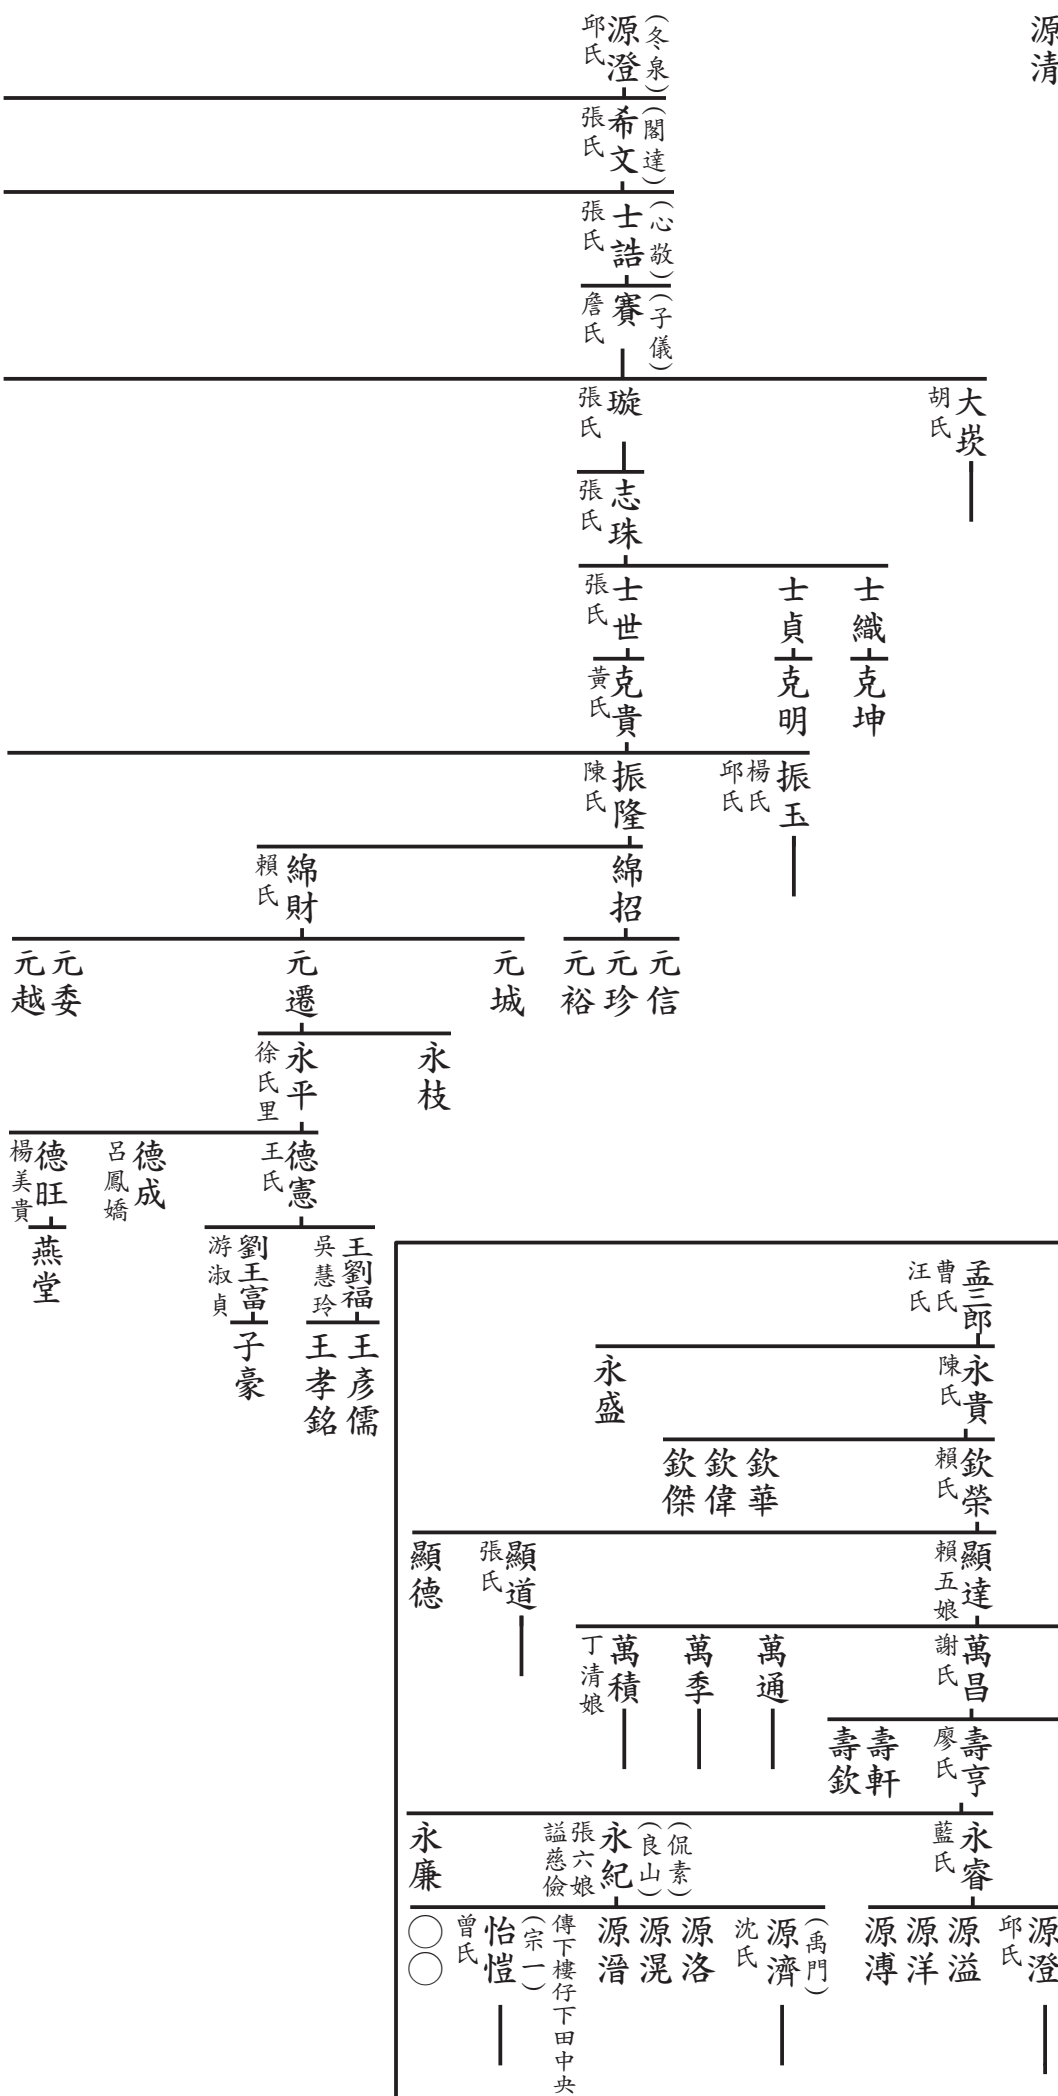 源清
(冬泉)
源澄
邱氏
(閣達)
希文
張氏
(心敬)
士誥
張氏
(子儀)
賽
詹氏
大崁
胡氏
璇
張氏
志珠
張氏
士織
士貞
士世
張氏
克坤
克明
克貴
黃氏
振玉
楊氏
邱氏
振隆
陳氏
綿招
綿財
賴氏
元信
元珍
元裕
元城
元遷
元委
元越
永枝
永平
徐氏里
德憲
王氏
德成
呂鳳嬌
德旺
楊美貴
王劉福
吳慧玲
劉王富
游淑貞
燕堂
王彥儒
王孝銘
子豪
孟三郎
曹氏
汪氏
永貴
陳氏
永盛
欽榮
賴氏
欽華
欽偉
欽傑
顯達
賴五娘
顯道
張氏
顯德
萬昌
謝氏
萬通
萬季
萬積
丁清娘
壽亨
廖氏
壽軒
壽欽
永睿
藍氏
(侃素)
(良山)
永紀
張六娘
謚慈儉
永廉
源澄
邱氏
源溢
源洋
源溥
(禹門)
源濟
沈氏
源洛
源滉
源溍
傳下樓仔下田中央
(宗一)
怡愷
曾氏
〇〇